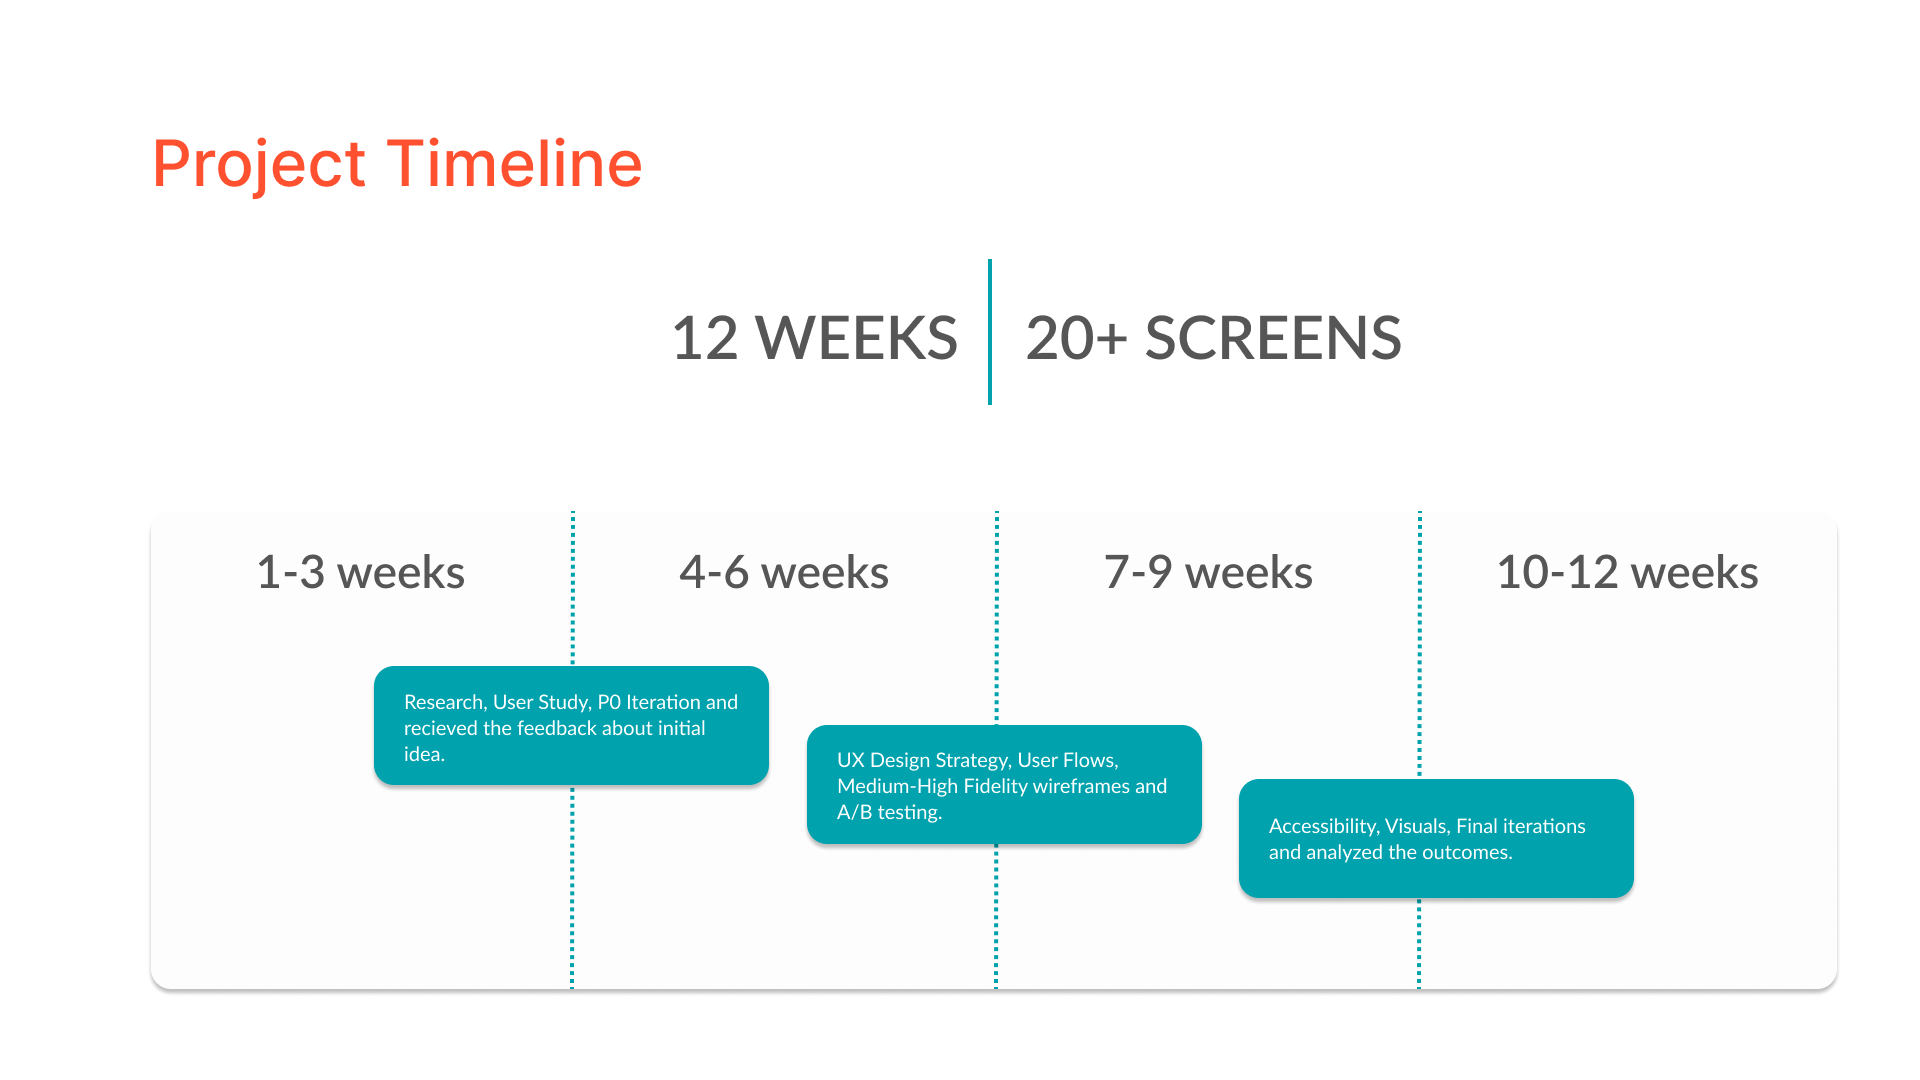 Project Timeline
12 WEEKS
20+ SCREENS
1-3 weeks
4-6 weeks
7-9 weeks
10-12 weeks
Research, User Study, P0 Iteration and
recieved the feedback about initial
idea.
UX Design Strategy, User Flows,
Medium-High Fidelity wireframes and
A/B testing.
Accessibility, Visuals, Final iterations
and analyzed the outcomes.